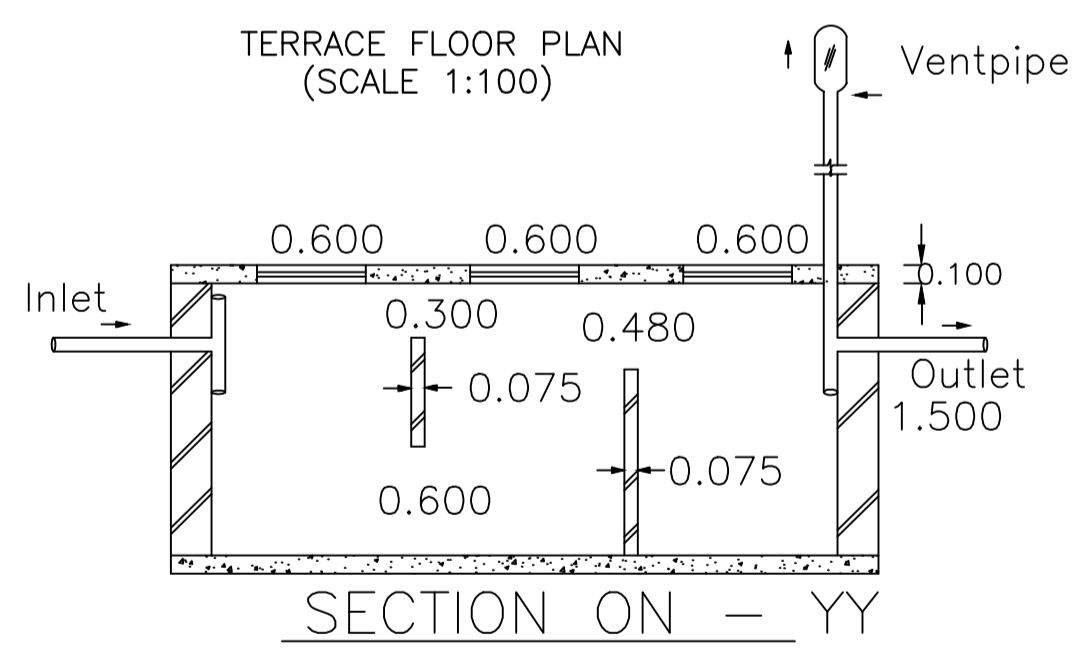 TERRACE FLOOR PLAN
(SCALE 1:100)
Ventpipe
0.600 0.600 0.600
0.100
Inlet
0.300
0.480
Outlet
0.075
1.500
0.075
0.600
SECTION ON - YY